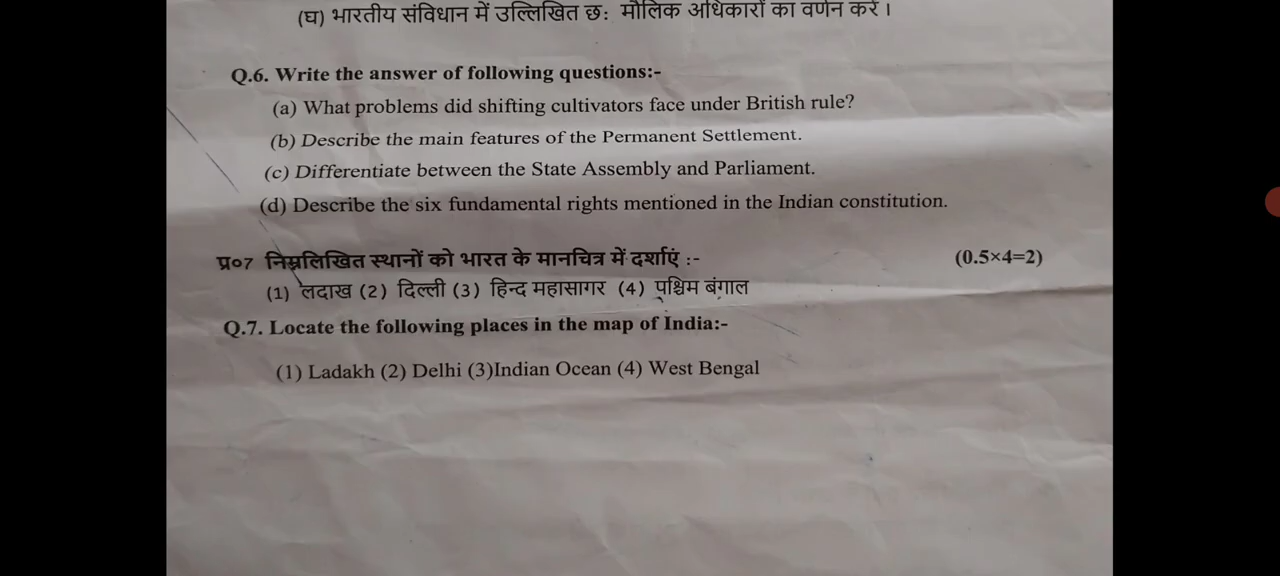 (घ) भारतीय संविधान में उल्लिखित छ: मौलिक अधिकारों का वर्णन करें ।
Q.6. Write the answer of following questions:-
(a) What problems did shifting cultivators face under British rule?
(b) Describe the main features of the Permanent Settlement.
(c) Differentiate between the State Assembly and Parliament.
(d) Describe the six fundamental rights mentioned in the Indian constitution.
प्र०7 निम्नलिखित स्थानों को भारत के मानचित्र में दर्शाएं :- (0.5×4=2)
(1) लदाख (2) दिल्ली (3) हिन्द महासागर (4) पश्चिम बंगाल
Q.7. Locate the following places in the map of India:-
(1) Ladakh (2) Delhi (3)Indian Ocean (4) West Bengal